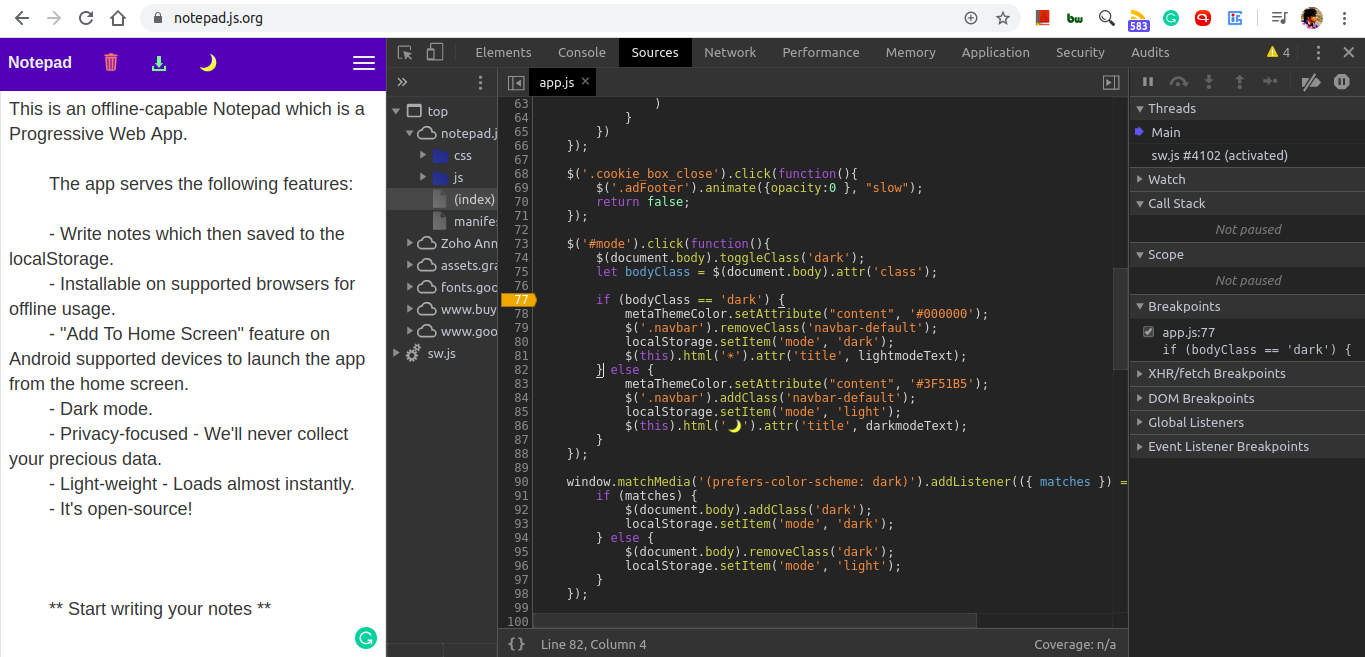 notepad.js.org
bw
583
Notepad
This is an offline-capable Notepad which is a
Progressive Web App.
The app serves the following features:
- Write notes which then saved to the
localStorage.
- Installable on supported browsers for
offline usage.
- "Add To Home Screen" feature on
Android supported devices to launch the app
from the home screen.
- Dark mode.
- Privacy-focused - We'll never collect
your precious data.
- Light-weight - Loads almost instantly.
- It's open-source!
** Start writing your notes **
Elements Console Sources Network Performance Memory Application Security Audits 4
top
notepad.j
css
js
(index)
manife
Zoho Ann
assets.gra
fonts.goo
www.buy
www.goo
sw.js
app.js
63 )
64 }
65 })
66 });
67
68 $('.cookie_box_close').click(function(){
69 $('.adFooter').animate({opacity:0 }, "slow");
70 return false;
71 });
72
73 $('#mode').click(function(){
74 $(document.body).toggleClass('dark');
75 let bodyClass = $(document.body).attr('class');
76
77 if (bodyClass == 'dark') {
78 metaThemeColor.setAttribute("content", '#000000');
79 $('.navbar').removeClass('navbar-default');
80 localStorage.setItem('mode', 'dark');
81 $(this).html('☀').attr('title', lightmodeText);
82 } else {
83 metaThemeColor.setAttribute("content", '#3F51B5');
84 $('.navbar').addClass('navbar-default');
85 localStorage.setItem('mode', 'light');
86 $(this).html('🌙').attr('title', darkmodeText);
87 }
88 });
89
90 window.matchMedia('(prefers-color-scheme: dark)').addListener(({ matches }) =
91 if (matches) {
92 $(document.body).addClass('dark');
93 localStorage.setItem('mode', 'dark');
94 } else {
95 $(document.body).removeClass('dark');
96 localStorage.setItem('mode', 'light');
97 }
98 });
99
100
{} Line 82, Column 4 Coverage: n/a
Threads
Main
sw.js #4102 (activated)
Watch
Call Stack
Not paused
Scope
Not paused
Breakpoints
app.js:77
if (bodyClass == 'dark') {
XHR/fetch Breakpoints
DOM Breakpoints
Global Listeners
Event Listener Breakpoints